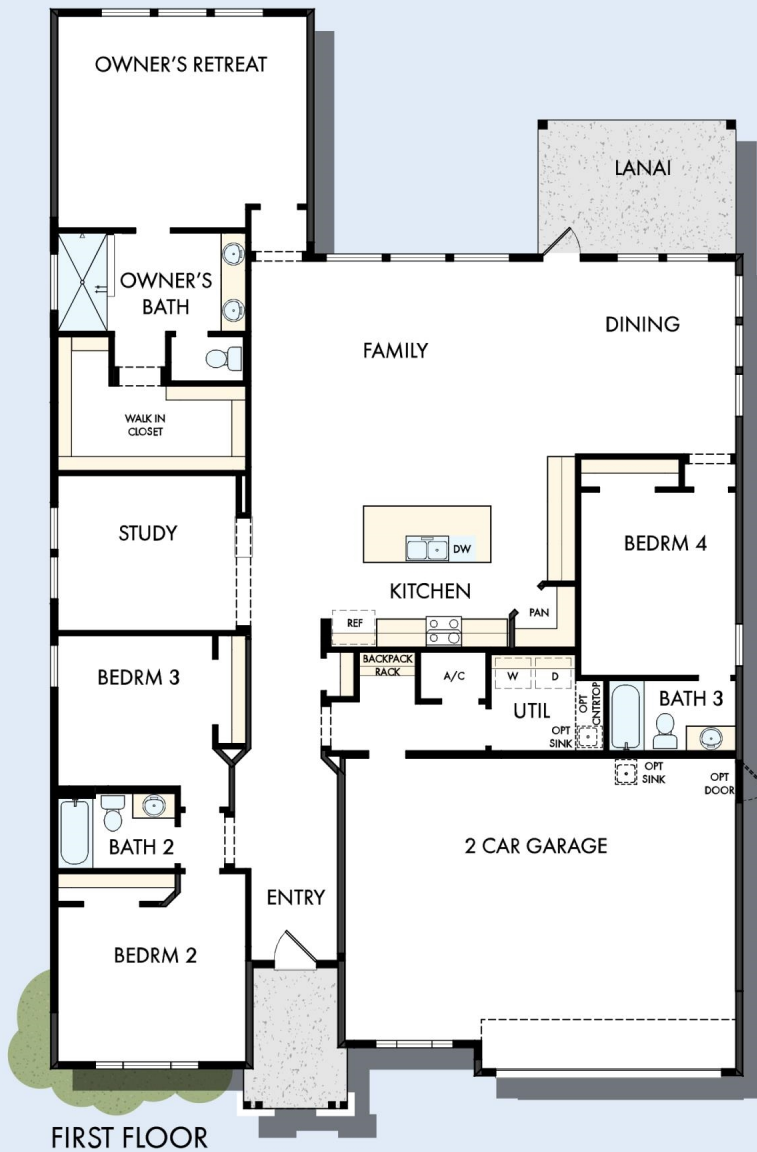 OWNER'S RETREAT
LANAI
OWNER'S
BATH
DINING
FAMILY
WALK IN
CLOSET
STUDY
DW
BEDRM 4
KITCHEN
PAN
REF
BACKPACK
RACK
A/C
W
D
BEDRM 3
UTIL
OPT
CNTRTOP
BATH 3
OPT
SINK
OPT
SINK
OPT
DOOR
BATH 2
2 CAR GARAGE
ENTRY
BEDRM 2
FIRST FLOOR